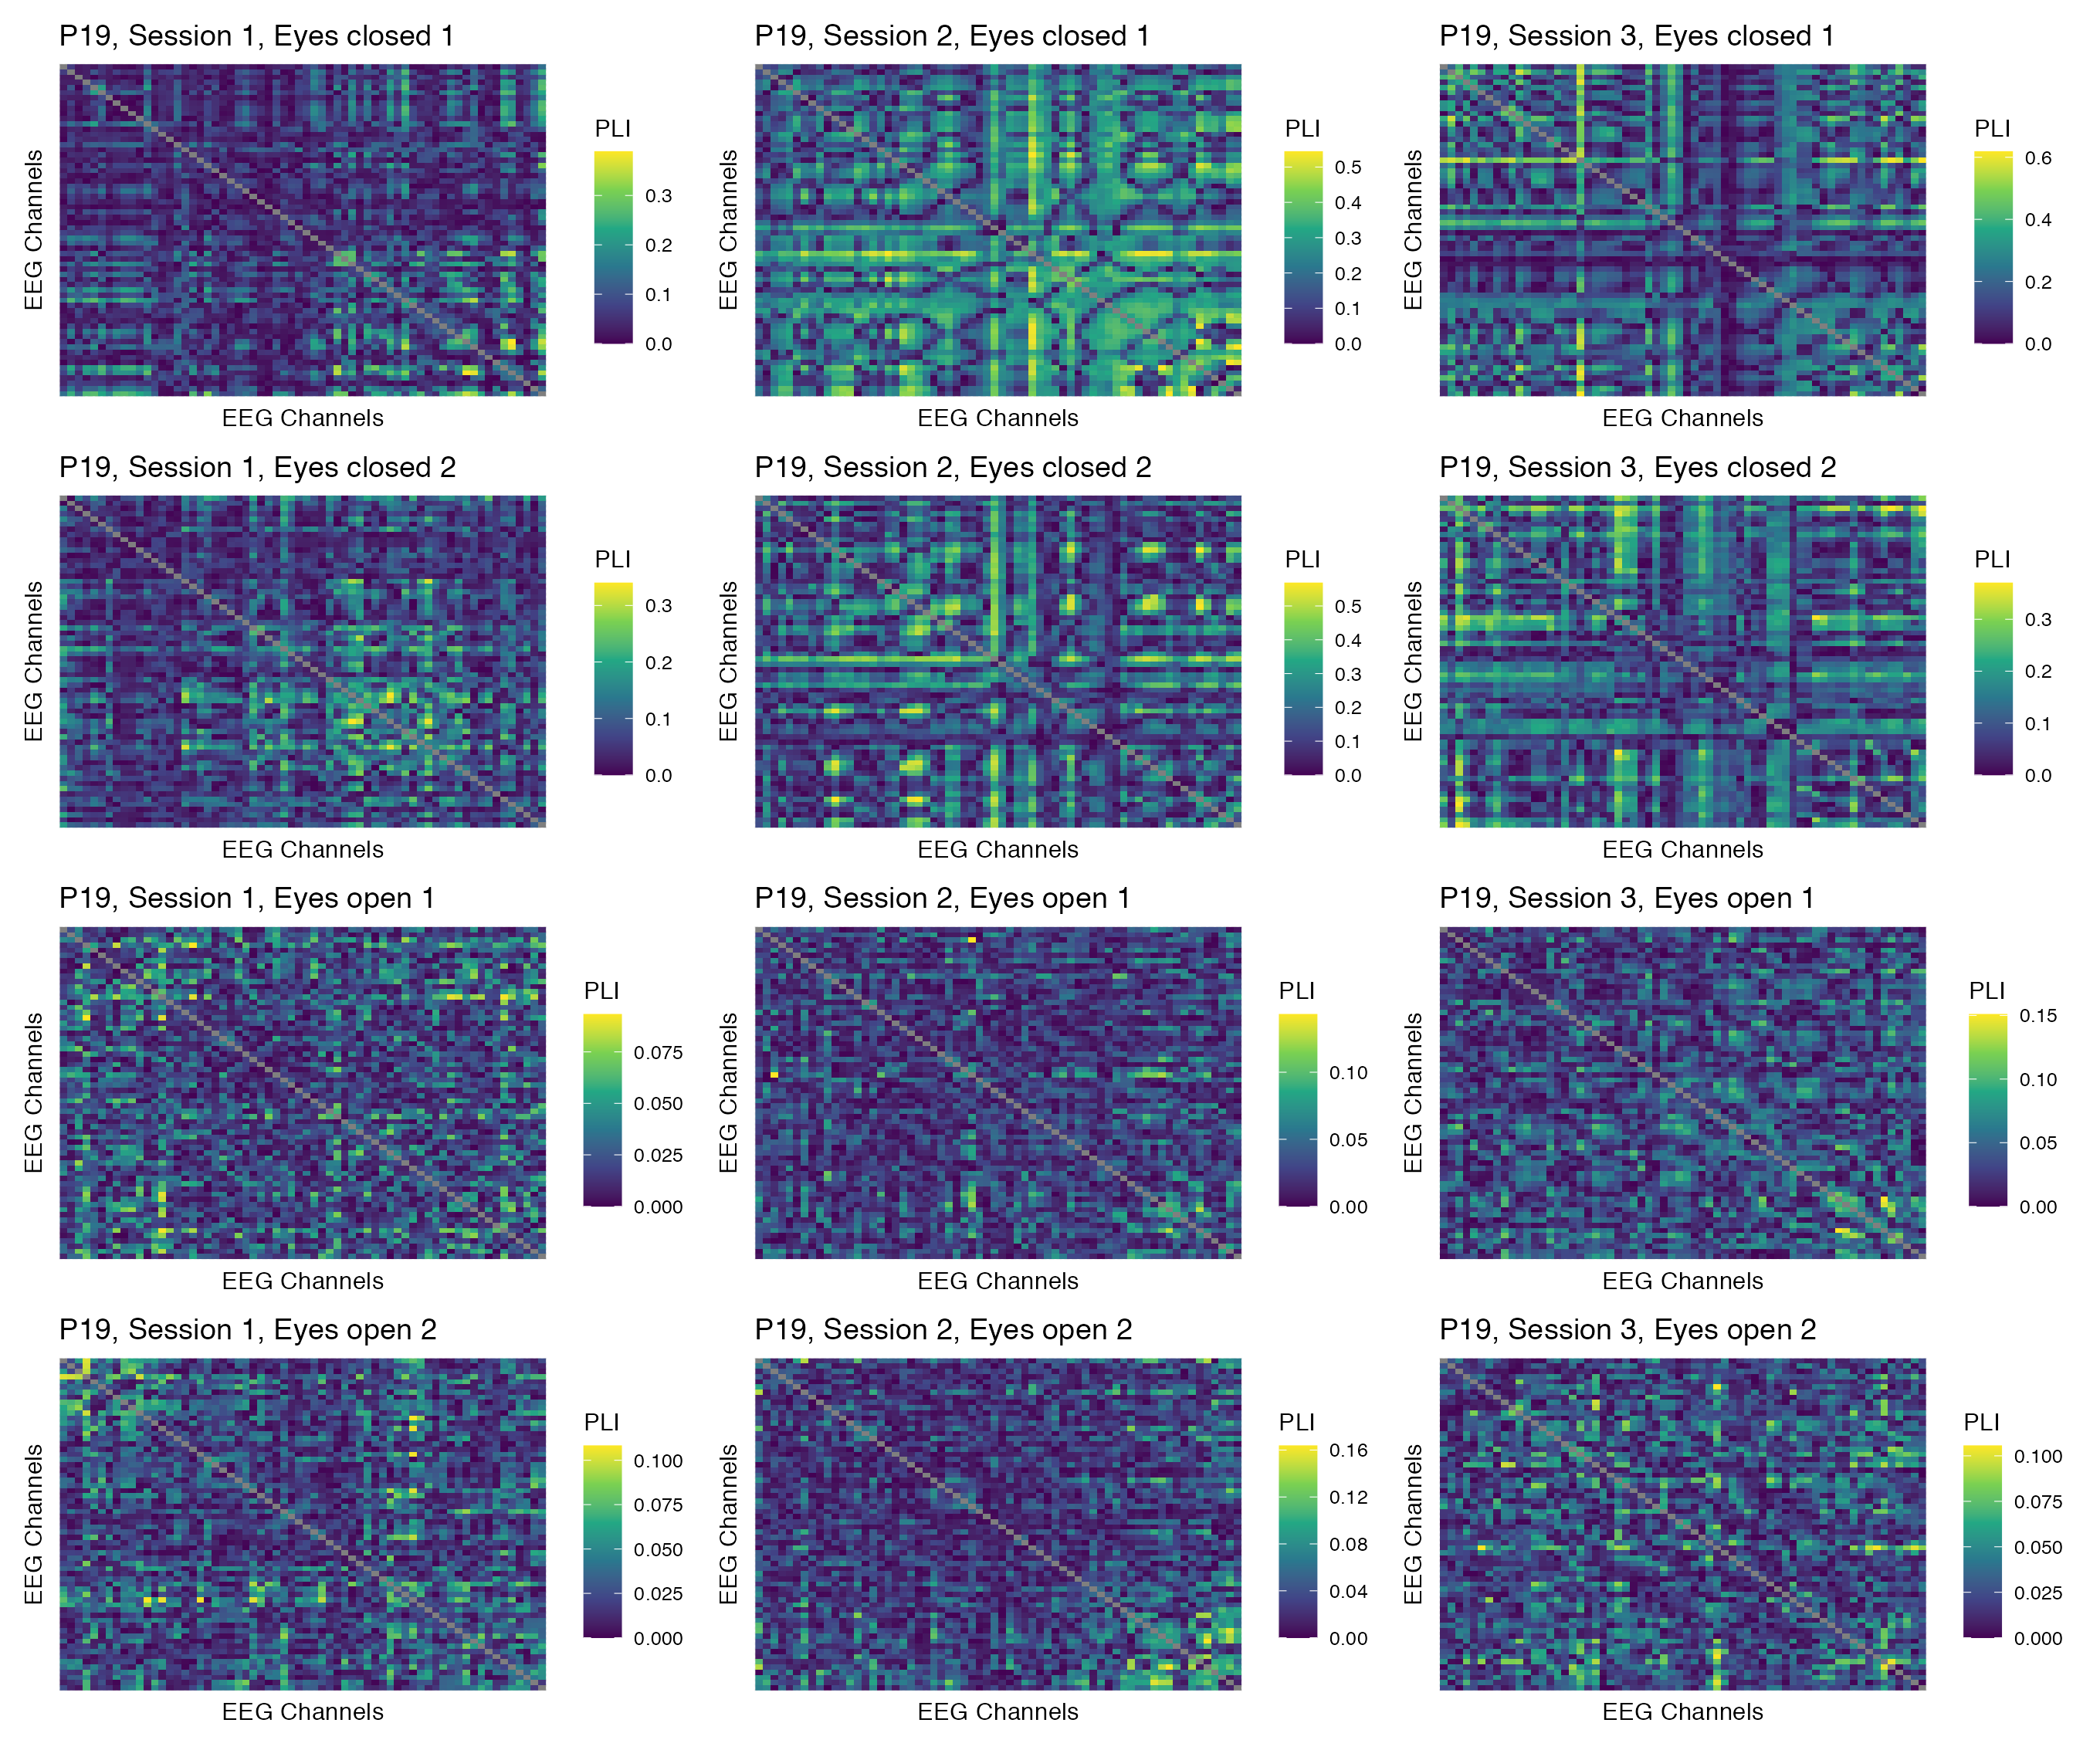 P19, Session 1, Eyes closed 1
EEG Channels
EEG Channels
PLI
0.3
0.2
0.1
0.0
P19, Session 2, Eyes closed 1
EEG Channels
EEG Channels
PLI
0.5
0.4
0.3
0.2
0.1
0.0
P19, Session 3, Eyes closed 1
EEG Channels
EEG Channels
PLI
0.6
0.4
0.2
0.0
P19, Session 1, Eyes closed 2
EEG Channels
EEG Channels
PLI
0.3
0.2
0.1
0.0
P19, Session 2, Eyes closed 2
EEG Channels
EEG Channels
PLI
0.5
0.4
0.3
0.2
0.1
0.0
P19, Session 3, Eyes closed 2
EEG Channels
EEG Channels
PLI
0.3
0.2
0.1
0.0
P19, Session 1, Eyes open 1
EEG Channels
EEG Channels
PLI
0.075
0.050
0.025
0.000
P19, Session 2, Eyes open 1
EEG Channels
EEG Channels
PLI
0.10
0.05
0.00
P19, Session 3, Eyes open 1
EEG Channels
EEG Channels
PLI
0.15
0.10
0.05
0.00
P19, Session 1, Eyes open 2
EEG Channels
EEG Channels
PLI
0.100
0.075
0.050
0.025
0.000
P19, Session 2, Eyes open 2
EEG Channels
EEG Channels
PLI
0.16
0.12
0.08
0.04
0.00
P19, Session 3, Eyes open 2
EEG Channels
EEG Channels
PLI
0.100
0.075
0.050
0.025
0.000